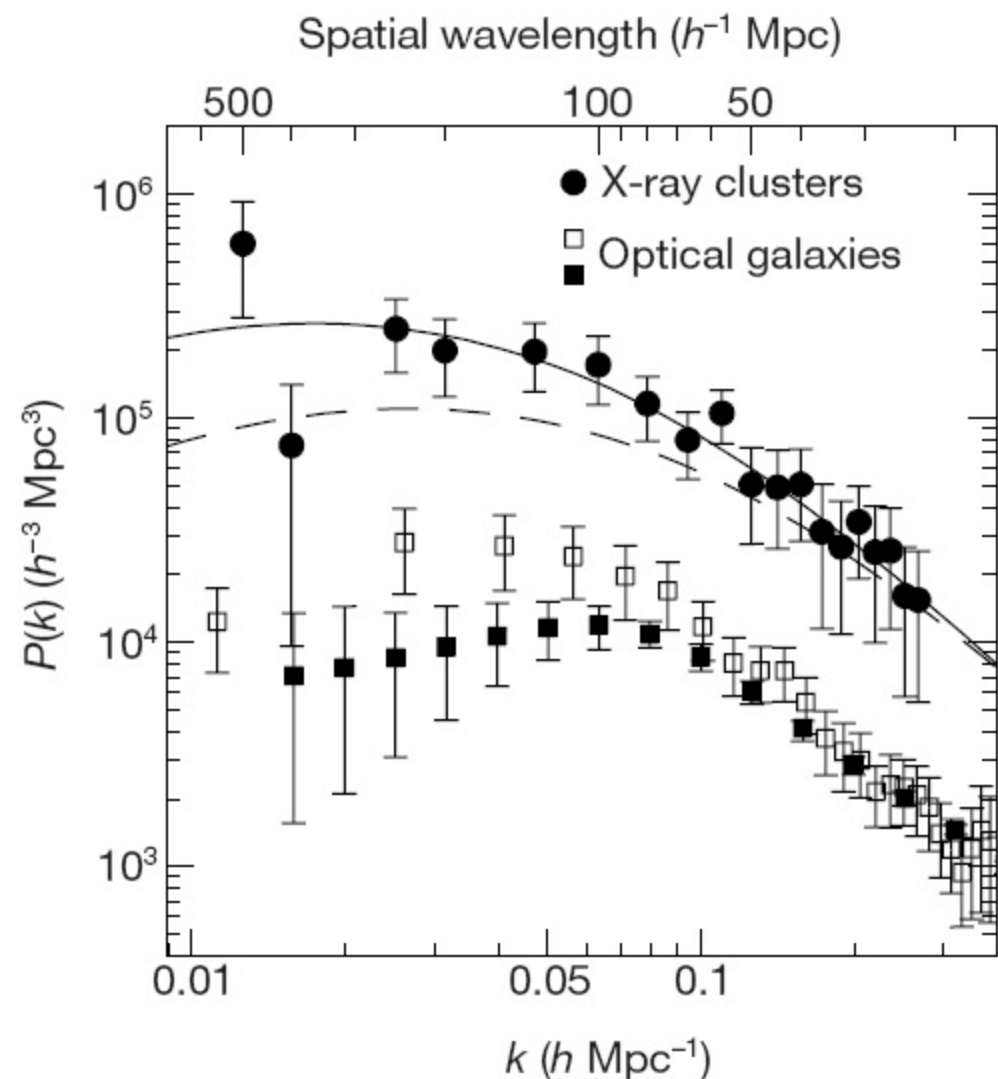 Spatial wavelength (h⁻¹ Mpc)
500 100 50
X-ray clusters
Optical galaxies
10⁶
10⁵
10⁴
10³
P(k) (h⁻³ Mpc³)
0.01 0.05 0.1
k (h Mpc⁻¹)